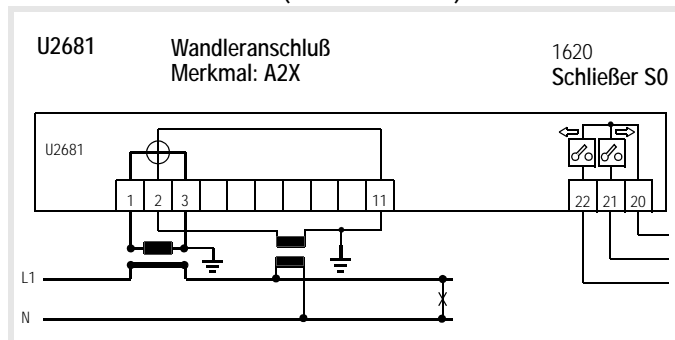 U2681 Wandleranschluß 1620
Merkmal: A2X Schließer S0
U2681
1 2 3 11 22 21 20
L1
N